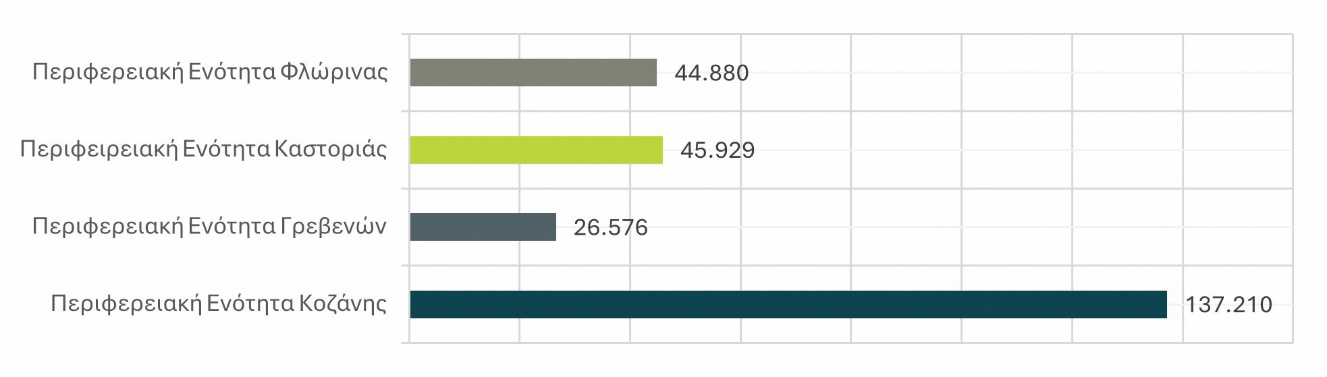 Περιφερειακή Ενότητα Φλώρινας 44.880
Περιφειρειακή Ενότητα Καστοριάς 45.929
Περιφερειακή Ενότητα Γρεβενών 26.576
Περιφερειακή Ενότητα Κοζάνης 137.210